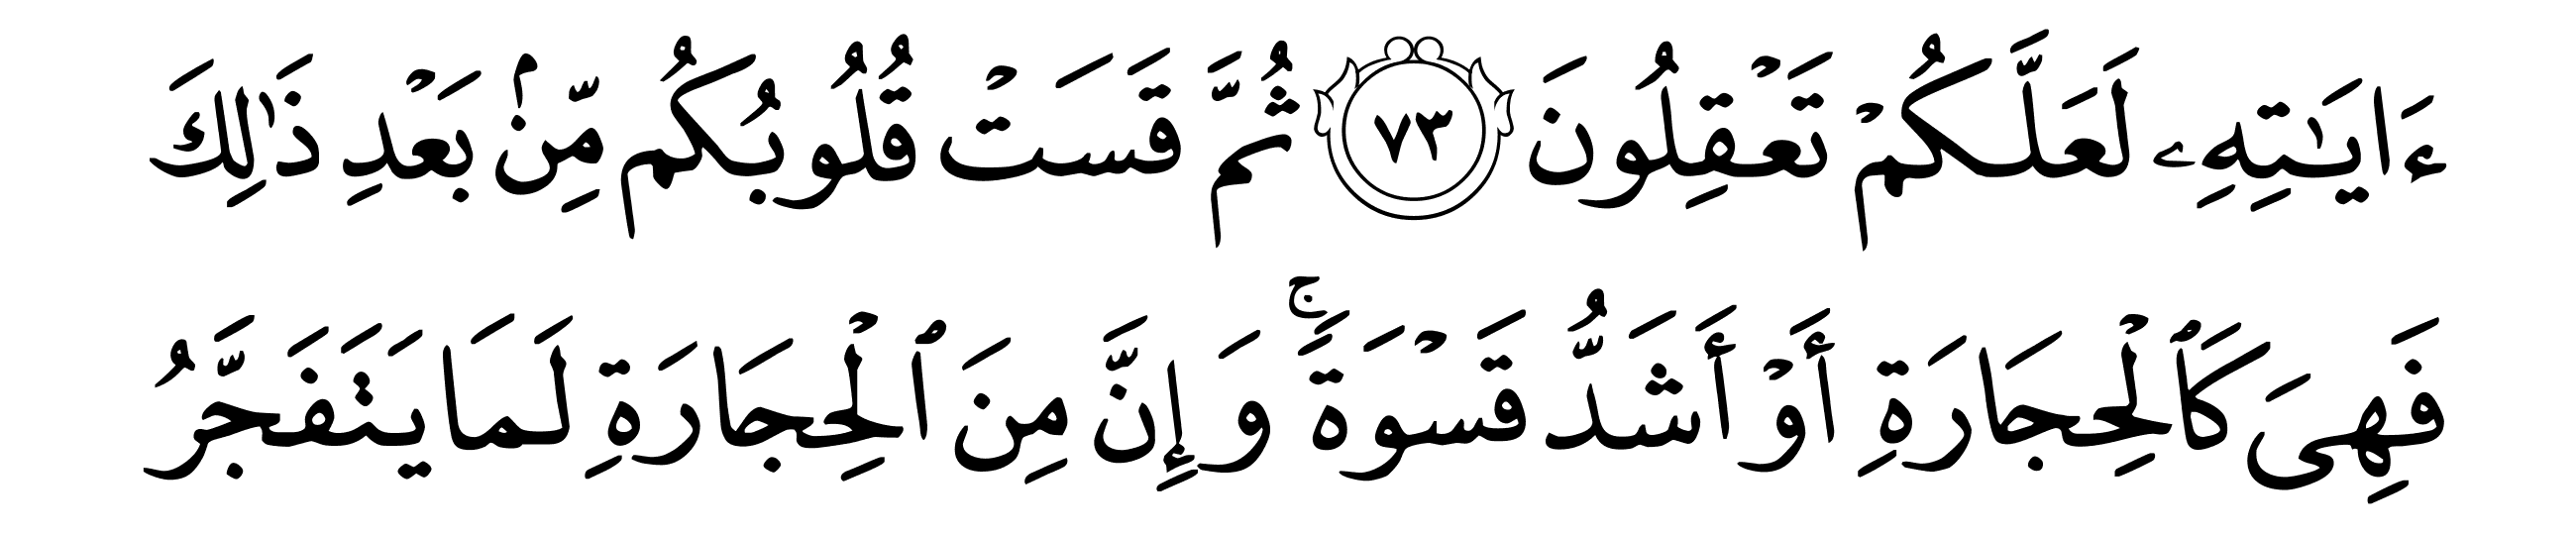 ءَايَٰتِهِۦ لَعَلَّكُمْ تَعْقِلُونَ ٧٣ ثُمَّ قَسَتْ قُلُوبُكُم مِّنۢ بَعْدِ ذَٰلِكَ
فَهِىَ كَٱلْحِجَارَةِ أَوْ أَشَدُّ قَسْوَةً ۚ وَإِنَّ مِنَ ٱلْحِجَارَةِ لَمَا يَتَفَجَّرُ